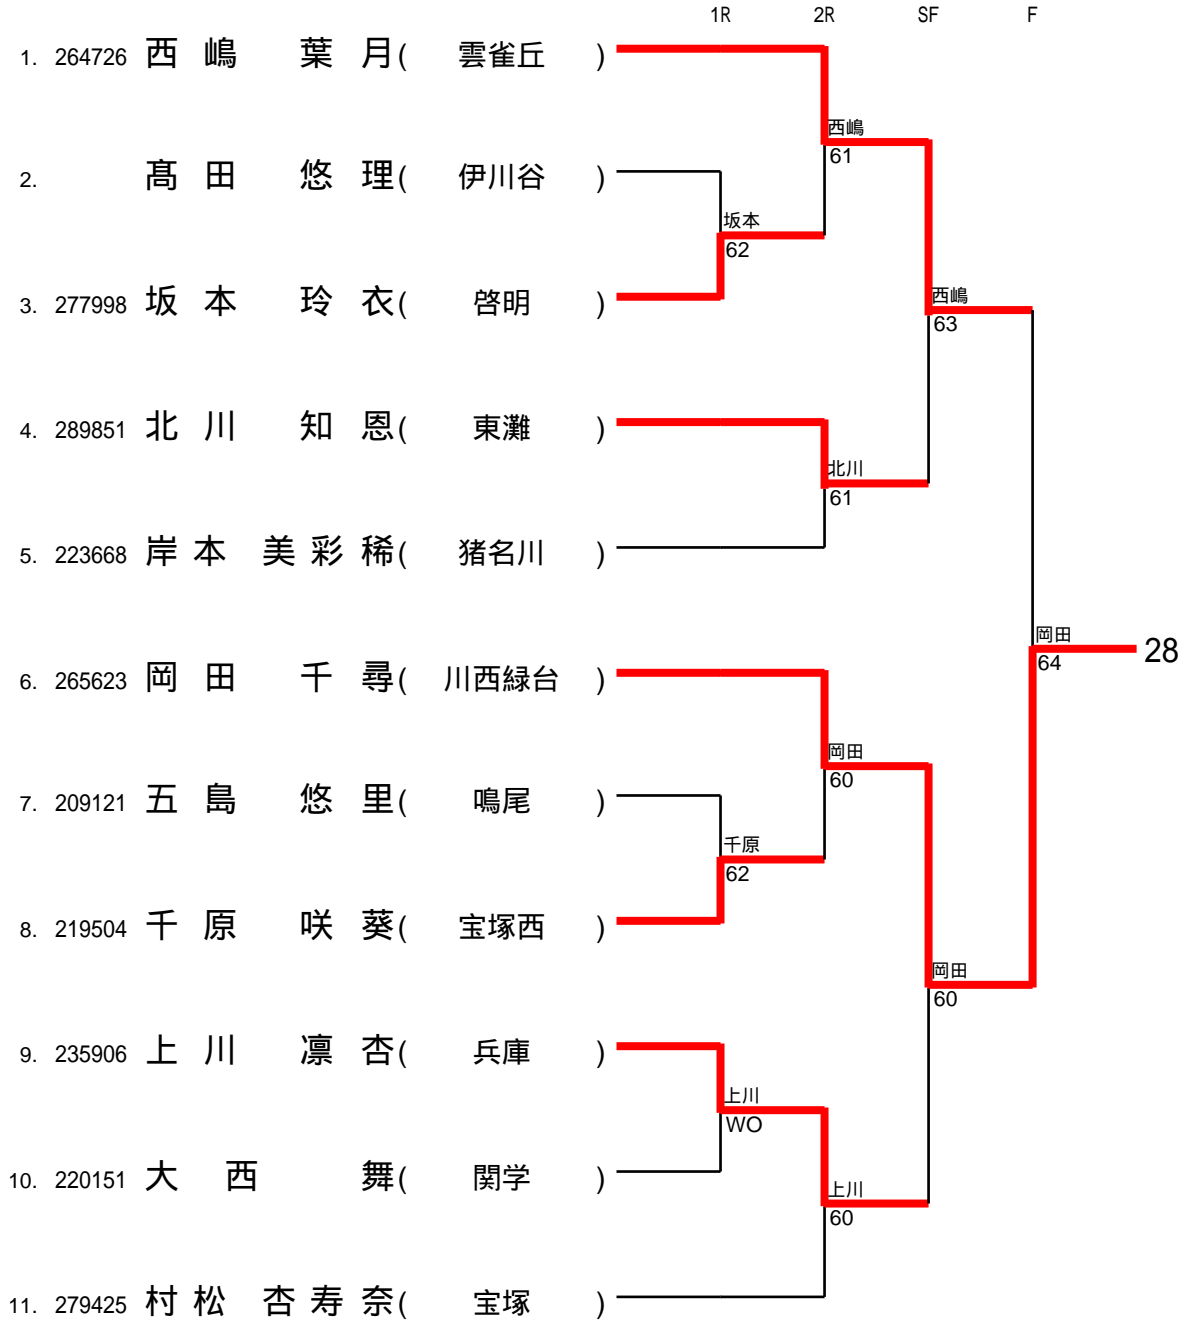 1R 2R SF F
1. 264726 西 嶋 葉 月( 雲雀丘 )
西嶋
61
2. 髙 田 悠 理( 伊川谷 )
坂本
62
3. 277998 坂 本 玲 衣( 啓明 )
西嶋
63
4. 289851 北 川 知 恩( 東灘 )
北川
61
5. 223668 岸 本 美 彩 稀( 猪名川 )
岡田
64
28
6. 265623 岡 田 千 尋( 川西緑台 )
岡田
60
7. 209121 五 島 悠 里( 鳴尾 )
千原
62
8. 219504 千 原 咲 葵( 宝塚西 )
岡田
60
9. 235906 上 川 凛 杏( 兵庫 )
上川
WO
10. 220151 大 西 舞( 関学 )
上川
60
11. 279425 村 松 杏 寿 奈( 宝塚 )